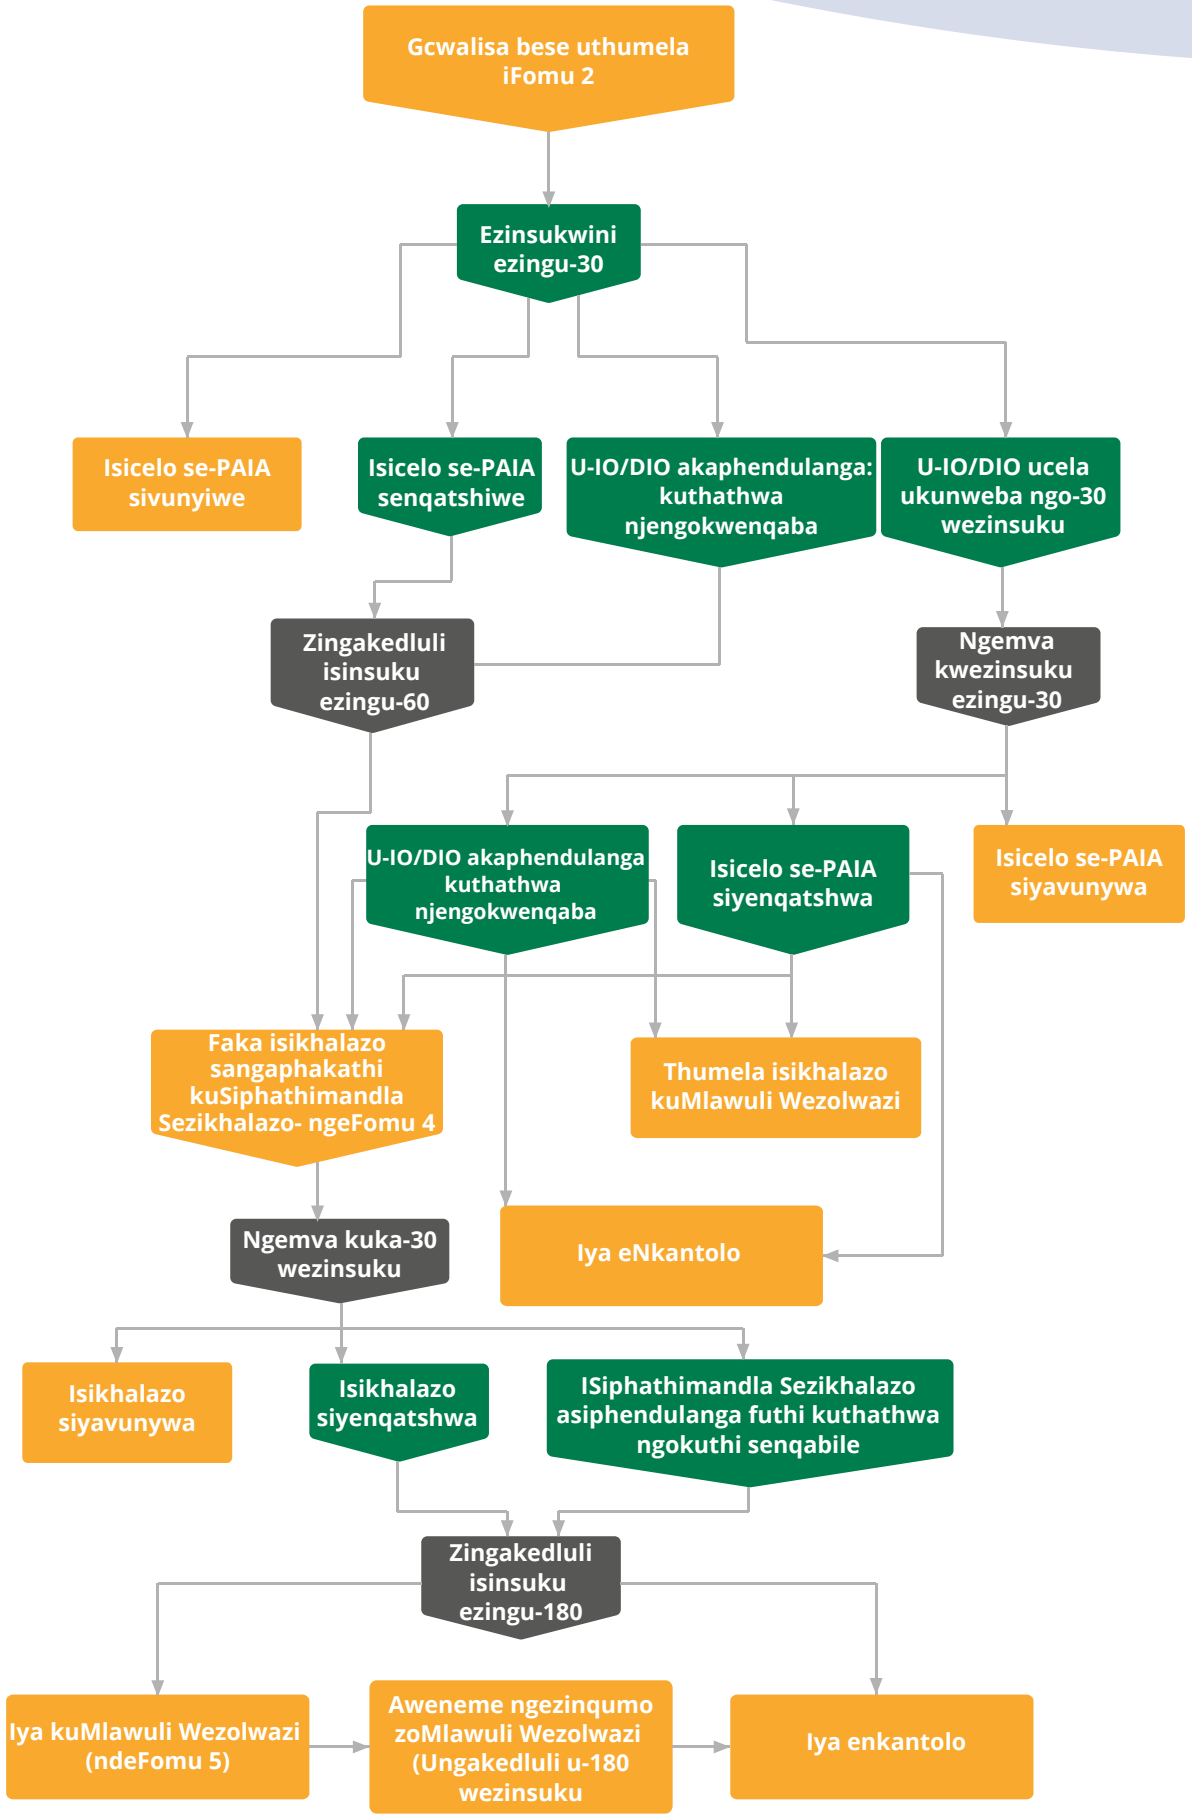 Gcwalisa bese uthumela
iFomu 2
Ezinsukwini
ezingu-30
Isicelo se-PAIA
sivunyiwe
Isicelo se-PAIA
senqatshiwe
U-IO/DIO akaphendulanga:
kuthathwa
njengokwenqaba
U-IO/DIO ucela
ukunweba ngo-30
wezinsuku
Zingakedluli
isinsuku
ezingu-60
Ngemva
kwezinsuku
ezingu-30
U-IO/DIO akaphendulanga
kuthathwa
njengokwenqaba
Isicelo se-PAIA
siyenqatshwa
Isicelo se-PAIA
siyavunywa
Faka isikhalazo
sangaphakathi
kuSiphathimandla
Sezikhalazo- ngeFomu 4
Thumela isikhalazo
kuMlawuli Wezolwazi
Ngemva kuka-30
wezinsuku
Iya eNkantolo
Isikhalazo
siyavunywa
Isikhalazo
siyenqatshwa
ISiphathimandla Sezikhalazo
asiphendulanga futhi kuthathwa
ngokuthi senqabile
Zingakedluli
isinsuku
ezingu-180
Iya kuMlawuli Wezolwazi
(ndeFomu 5)
Aweneme ngezinqumo
zoMlawuli Wezolwazi
(Ungakedluli u-180
wezinsuku
Iya enkantolo